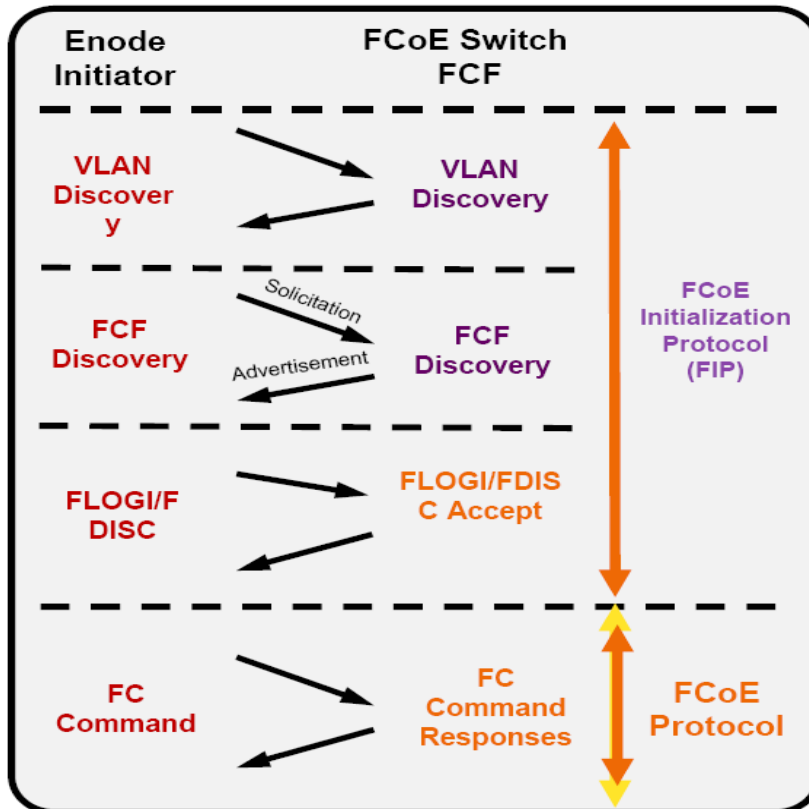 Enode
Initiator
FCoE Switch
FCF
VLAN
Discover
y
VLAN
Discovery
FCF
Discovery
Solicitation
Advertisement
FCF
Discovery
FCoE
Initialization
Protocol
(FIP)
FLOGI/F
DISC
FLOGI/FDIS
C Accept
FC
Command
FC
Command
Responses
FCoE
Protocol